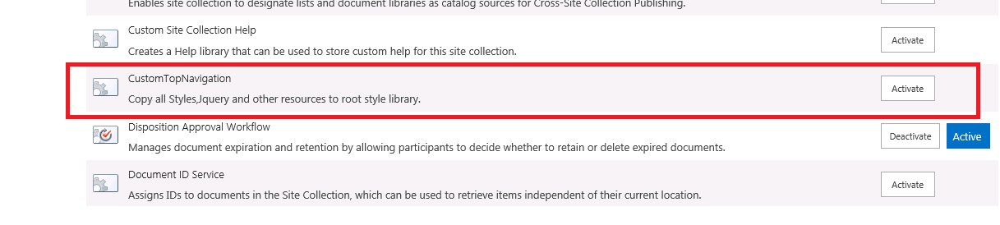 Enables site collection to designate lists and document libraries as catalog sources for Cross-Site Collection Publishing.
Custom Site Collection Help
Activate
Creates a Help library that can be used to store custom help for this site collection.
CustomTopNavigation
Activate
Copy all Styles,Jquery and other resources to root style library.
Disposition Approval Workflow
Deactivate Active
Manages document expiration and retention by allowing participants to decide whether to retain or delete expired documents.
Document ID Service
Activate
Assigns IDs to documents in the Site Collection, which can be used to retrieve items independent of their current location.